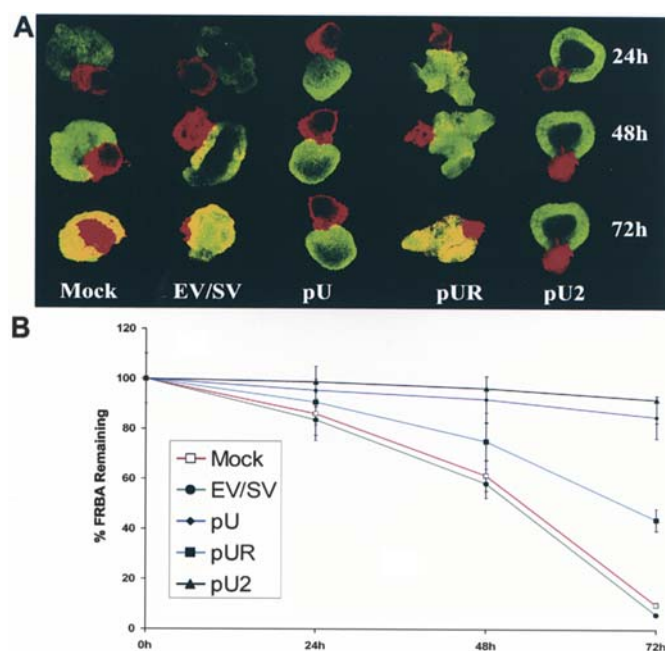 A
24h
48h
72h
Mock EV/SV pU pUR pU2
B
120
100
80
60
40
20
0
% FRBA Remaining
Mock
EV/SV
pU
pUR
pU2
0h 24h 48h 72h